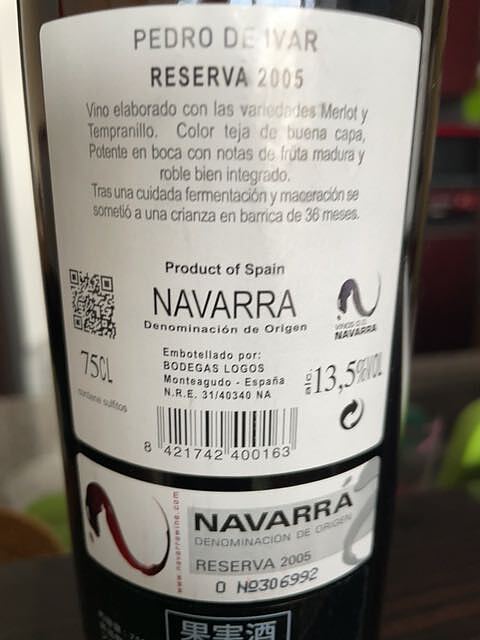 PEDRO DE IVAR
RESERVA 2005
Vino elaborado con las variedades Merlot y
Tempranillo. Color teja de buena capa,
Potente en boca con notas de fruta madura y
roble bien integrado.
Tras una cuidada fermentación y maceración se
sometió a una crianza en barrica de 36 meses.
Product of Spain
NAVARRA
Denominación de Origen
VINOS D.O.
NAVARRA
75CL
contiene sulfitos
Embotellado por:
BODEGAS LOGOS
Monteagudo - España
N.R.E. 31/40340 NA
alc 13,5%VOL
8 421742 400163
www.navarrawine.com
NAVARRA
DENOMINACIÓN DE ORIGEN
RESERVA 2005
O Nº306992
果実酒